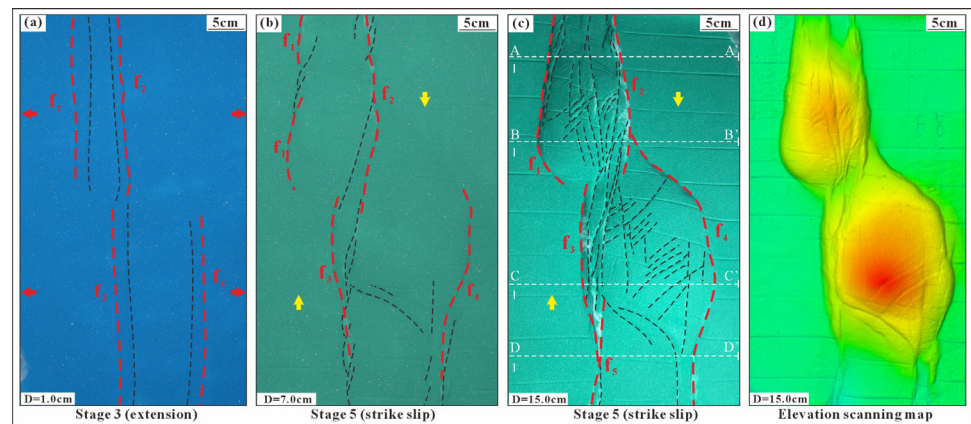 (a)
5cm
f1
f2
f3
f4
D=1.0cm
Stage 3 (extension)
(b)
5cm
f1
f2
f1
f3
f4
D=7.0cm
Stage 5 (strike slip)
(c)
5cm
A A'
f2
B B'
f1
f3
f4
C C'
D D'
f5
D=15.0cm
Stage 5 (strike slip)
(d)
5cm
D=15.0cm
Elevation scanning map